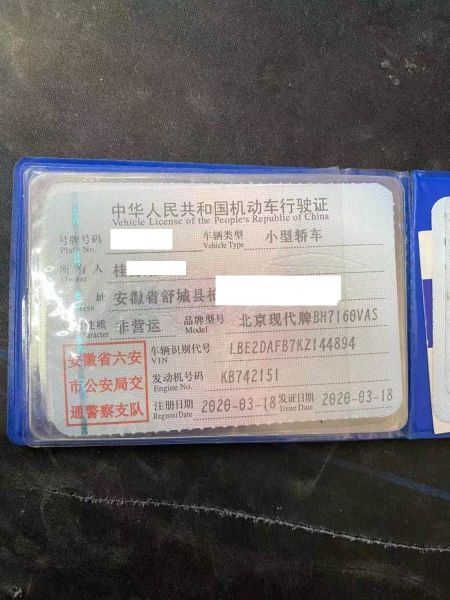 中华人民共和国机动车行驶证
Vehicle License of the People's Republic of China
号牌号码 Plate No.
车辆类型 Vehicle Type 小型轿车
所有人 Owner 桂
址 安徽省舒城县
性质 非营运 品牌型号 Model 北京现代牌BH7160VAS
车辆识别代号 VIN LBE2DAFB7KZ144894
发动机号码 Engine No. KB742151
注册日期 Register Date 2020-03-18 发证日期 Issue Date 2020-03-18
安徽省六安
市公安局交
通警察支队